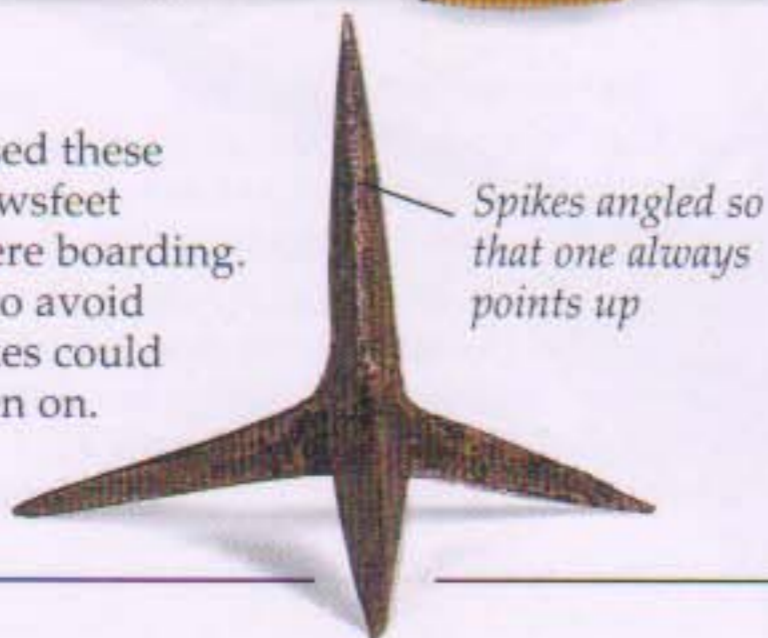 ed these
wsfeet
ere boarding.
o avoid
es could
n on.
Spikes angled so
that one always
points up